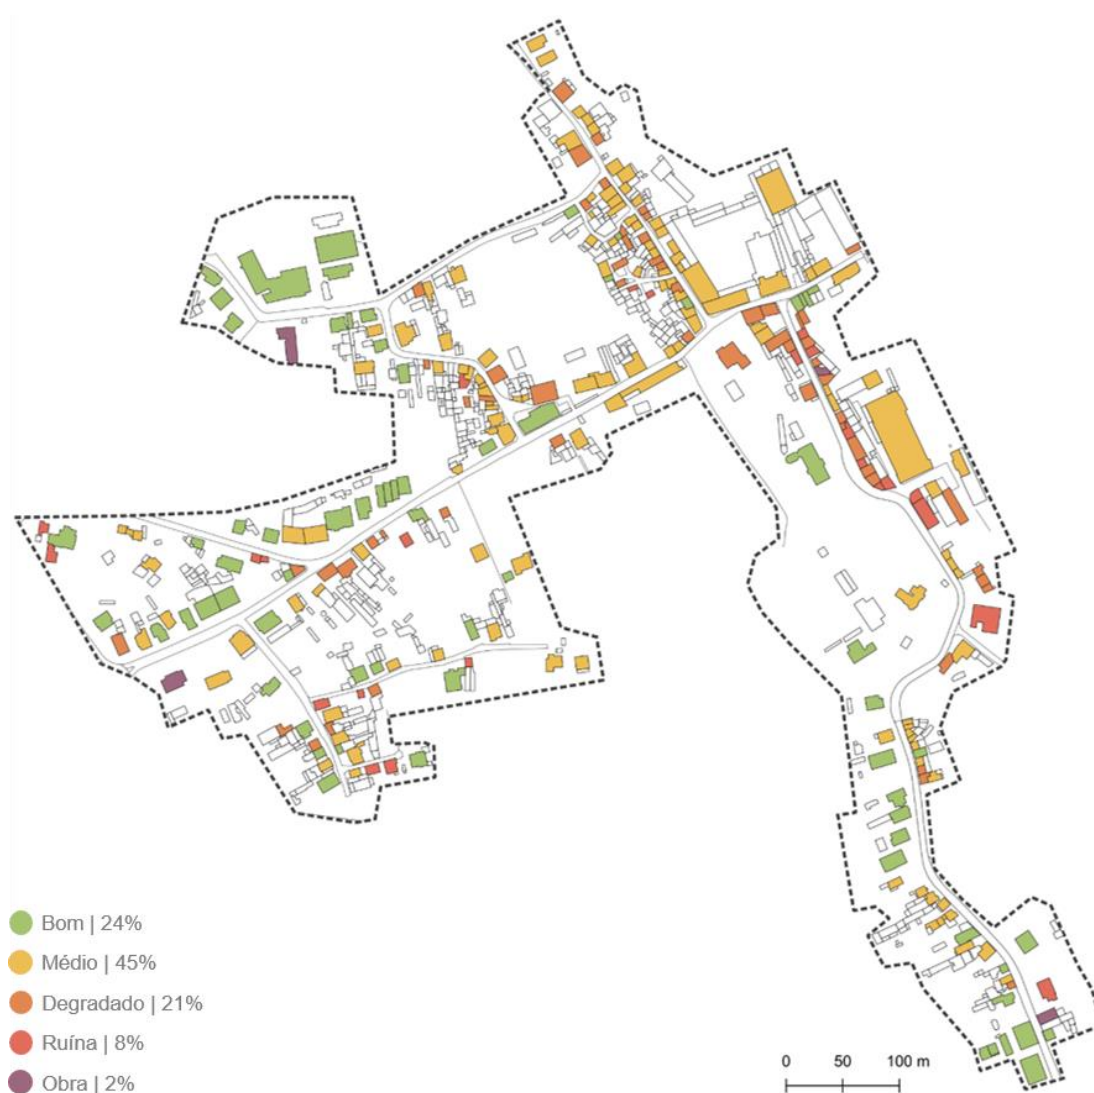 Bom | 24%
Médio | 45%
Degradado | 21%
Ruína | 8%
Obra | 2%
0 50 100 m